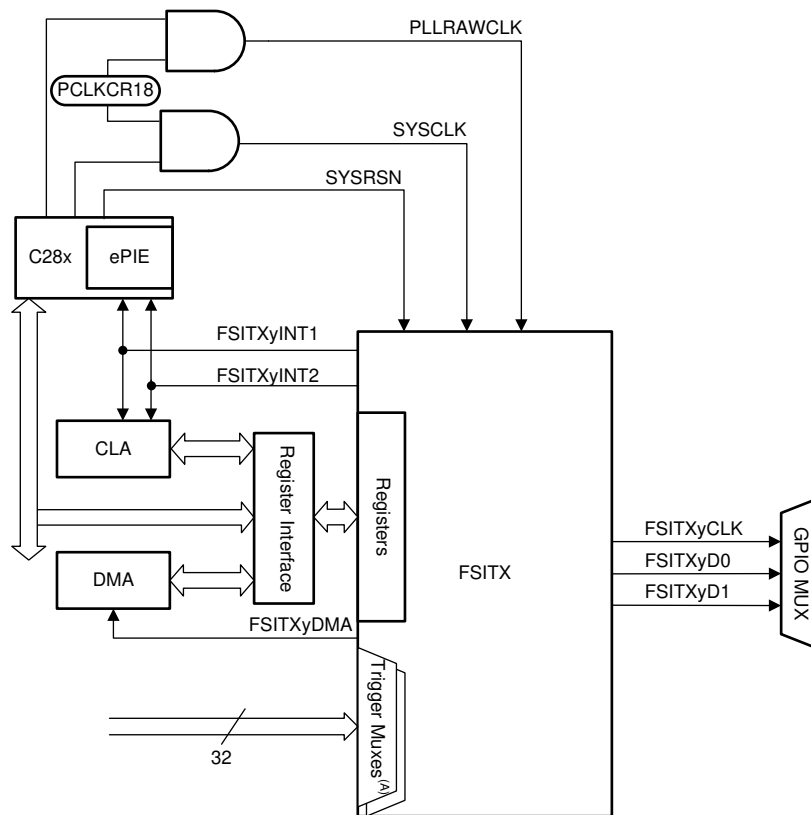 PLLRAWCLK
PCLKCR18
SYSCLK
SYSRSN
C28x
ePIE
FSITXyINT1
FSITXyINT2
CLA
Register Interface
Registers
FSITX
FSITXyCLK
FSITXyD0
FSITXyD1
GPIO MUX
DMA
FSITXyDMA
Trigger Muxes(A)
32